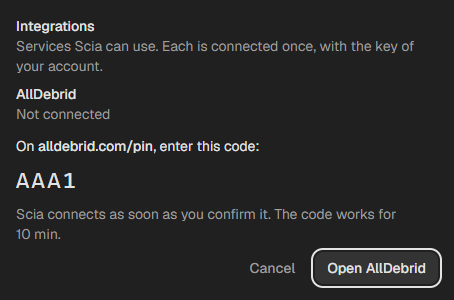 Integrations
Services Scia can use. Each is connected once, with the key of
your account.
AllDebrid
Not connected
On alldebrid.com/pin, enter this code:
AAA1
Scia connects as soon as you confirm it. The code works for
10 min.
Cancel
Open AllDebrid